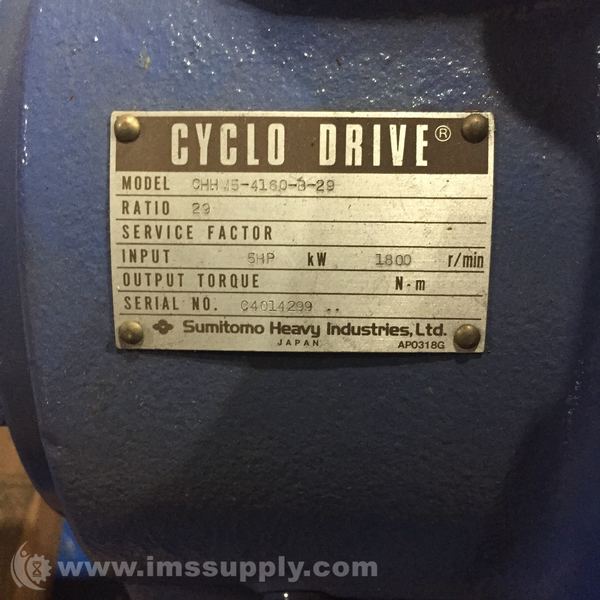 CYCLO DRIVE®
MODEL CHHM5-4160-B-29
RATIO 29
SERVICE FACTOR
INPUT 5HP kW 1800 r/min
OUTPUT TORQUE N·m
SERIAL NO. C4014299 ..
Sumitomo Heavy Industries, Ltd.
JAPAN AP0318G
www.imssupply.com